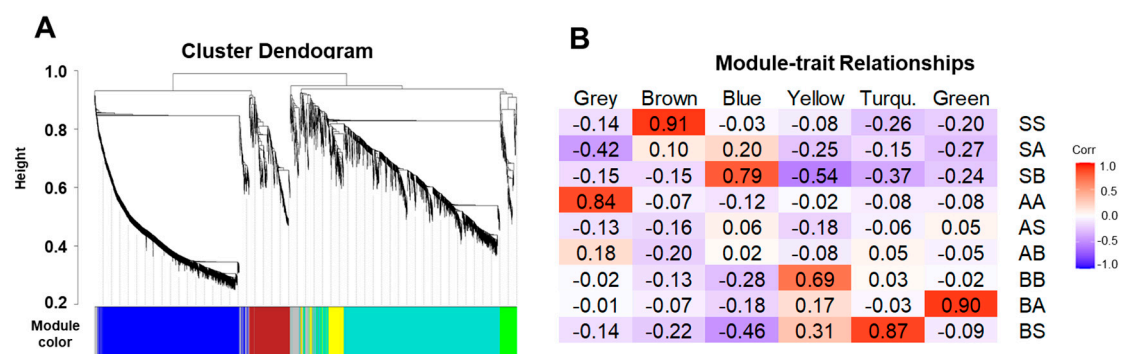 A
Cluster Dendogram
Height
1.0
0.8
0.6
0.4
0.2
Module
color
B
Module-trait Relationships
Grey Brown Blue Yellow Turqu. Green
-0.14 0.91 -0.03 -0.08 -0.26 -0.20 SS
-0.42 0.10 0.20 -0.25 -0.15 -0.27 SA
-0.15 -0.15 0.79 -0.54 -0.37 -0.24 SB
0.84 -0.07 -0.12 -0.02 -0.08 -0.08 AA
-0.13 -0.16 0.06 -0.18 -0.06 0.05 AS
0.18 -0.20 0.02 -0.08 0.05 -0.05 AB
-0.02 -0.13 -0.28 0.69 0.03 -0.02 BB
-0.01 -0.07 -0.18 0.17 -0.03 0.90 BA
-0.14 -0.22 -0.46 0.31 0.87 -0.09 BS
Corr
1.0
0.5
0.0
-0.5
-1.0